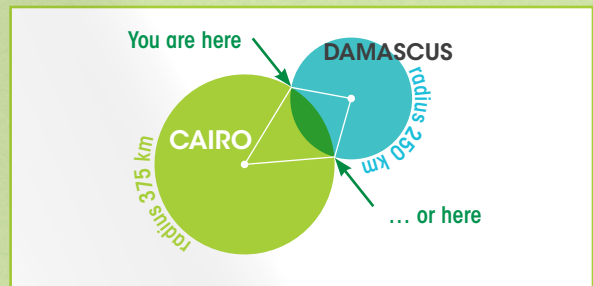 You are here
DAMASCUS
radius 250 km
CAIRO
radius 375 km
… or here